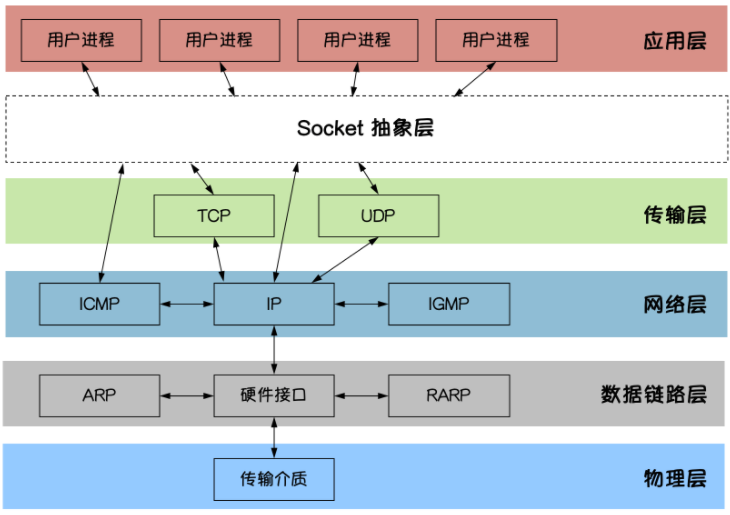 用户进程 用户进程 用户进程 用户进程 应用层
Socket 抽象层
TCP UDP 传输层
ICMP IP IGMP 网络层
ARP 硬件接口 RARP 数据链路层
传输介质 物理层